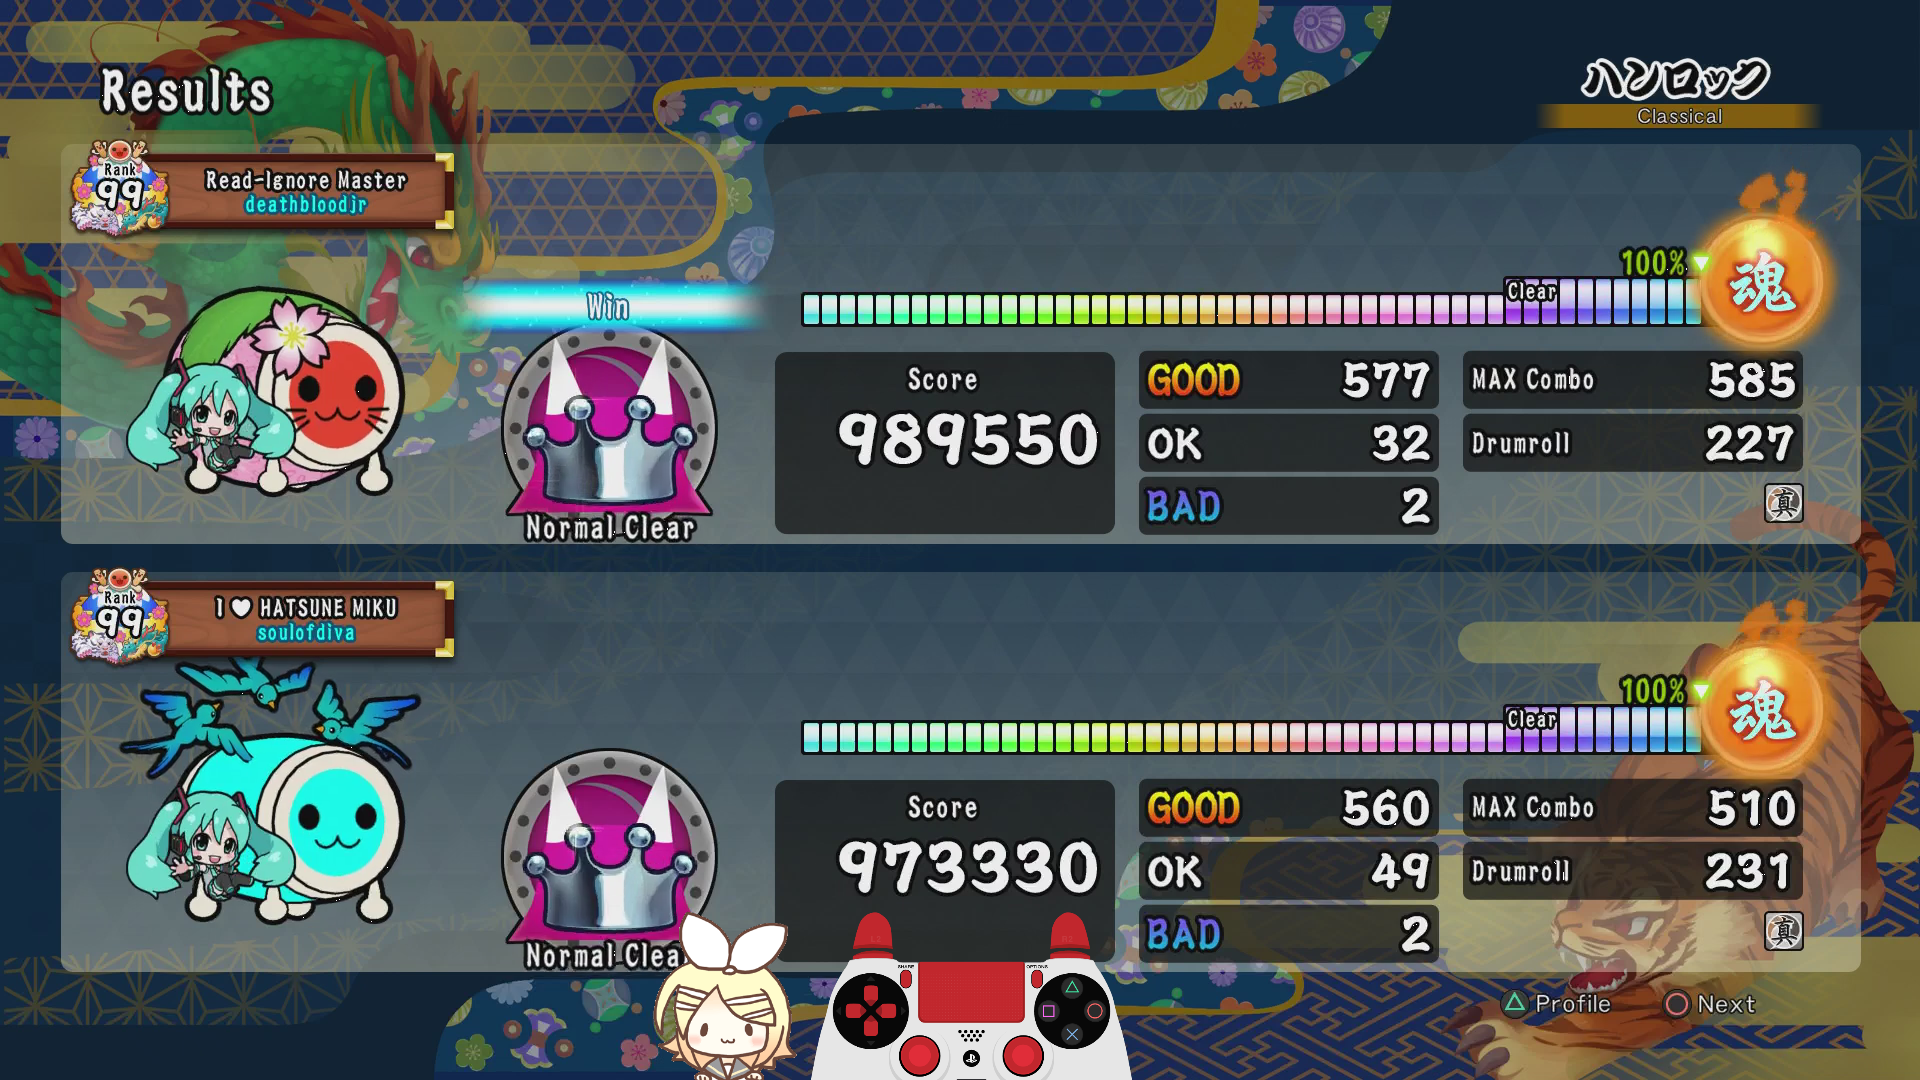 Results
ハンロック
Classical
Rank
99
Read-Ignore Master
deathbloodjr
Win
100%
Clear
魂
Normal Clear
Score
989550
GOOD 577
OK 32
BAD 2
MAX Combo 585
Drumroll 227
真
Rank
99
I ♥ HATSUNE MIKU
soulofdiva
100%
Clear
魂
Normal Clea
Score
973330
GOOD 560
OK 49
BAD 2
MAX Combo 510
Drumroll 231
真
SHARE
OPTIONS
Profile
Next